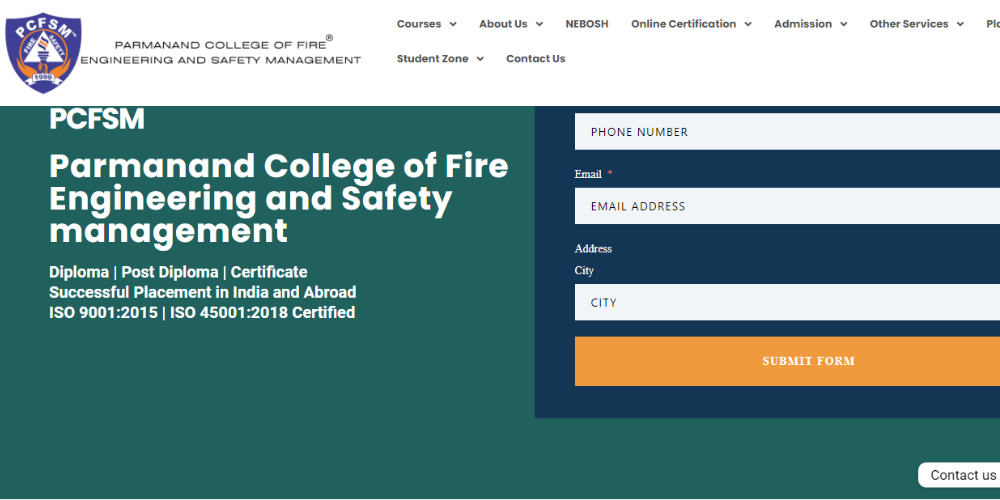 PCFSM
FIRE SAFETY
1999
PARMANAND COLLEGE OF FIRE®
ENGINEERING AND SAFETY MANAGEMENT
Courses About Us NEBOSH Online Certification Admission Other Services
Student Zone Contact Us
PCFSM
Parmanand College of Fire
Engineering and Safety
management
Diploma | Post Diploma | Certificate
Successful Placement in India and Abroad
ISO 9001:2015 | ISO 45001:2018 Certified
PHONE NUMBER
Email *
EMAIL ADDRESS
Address
City
CITY
SUBMIT FORM
Contact us